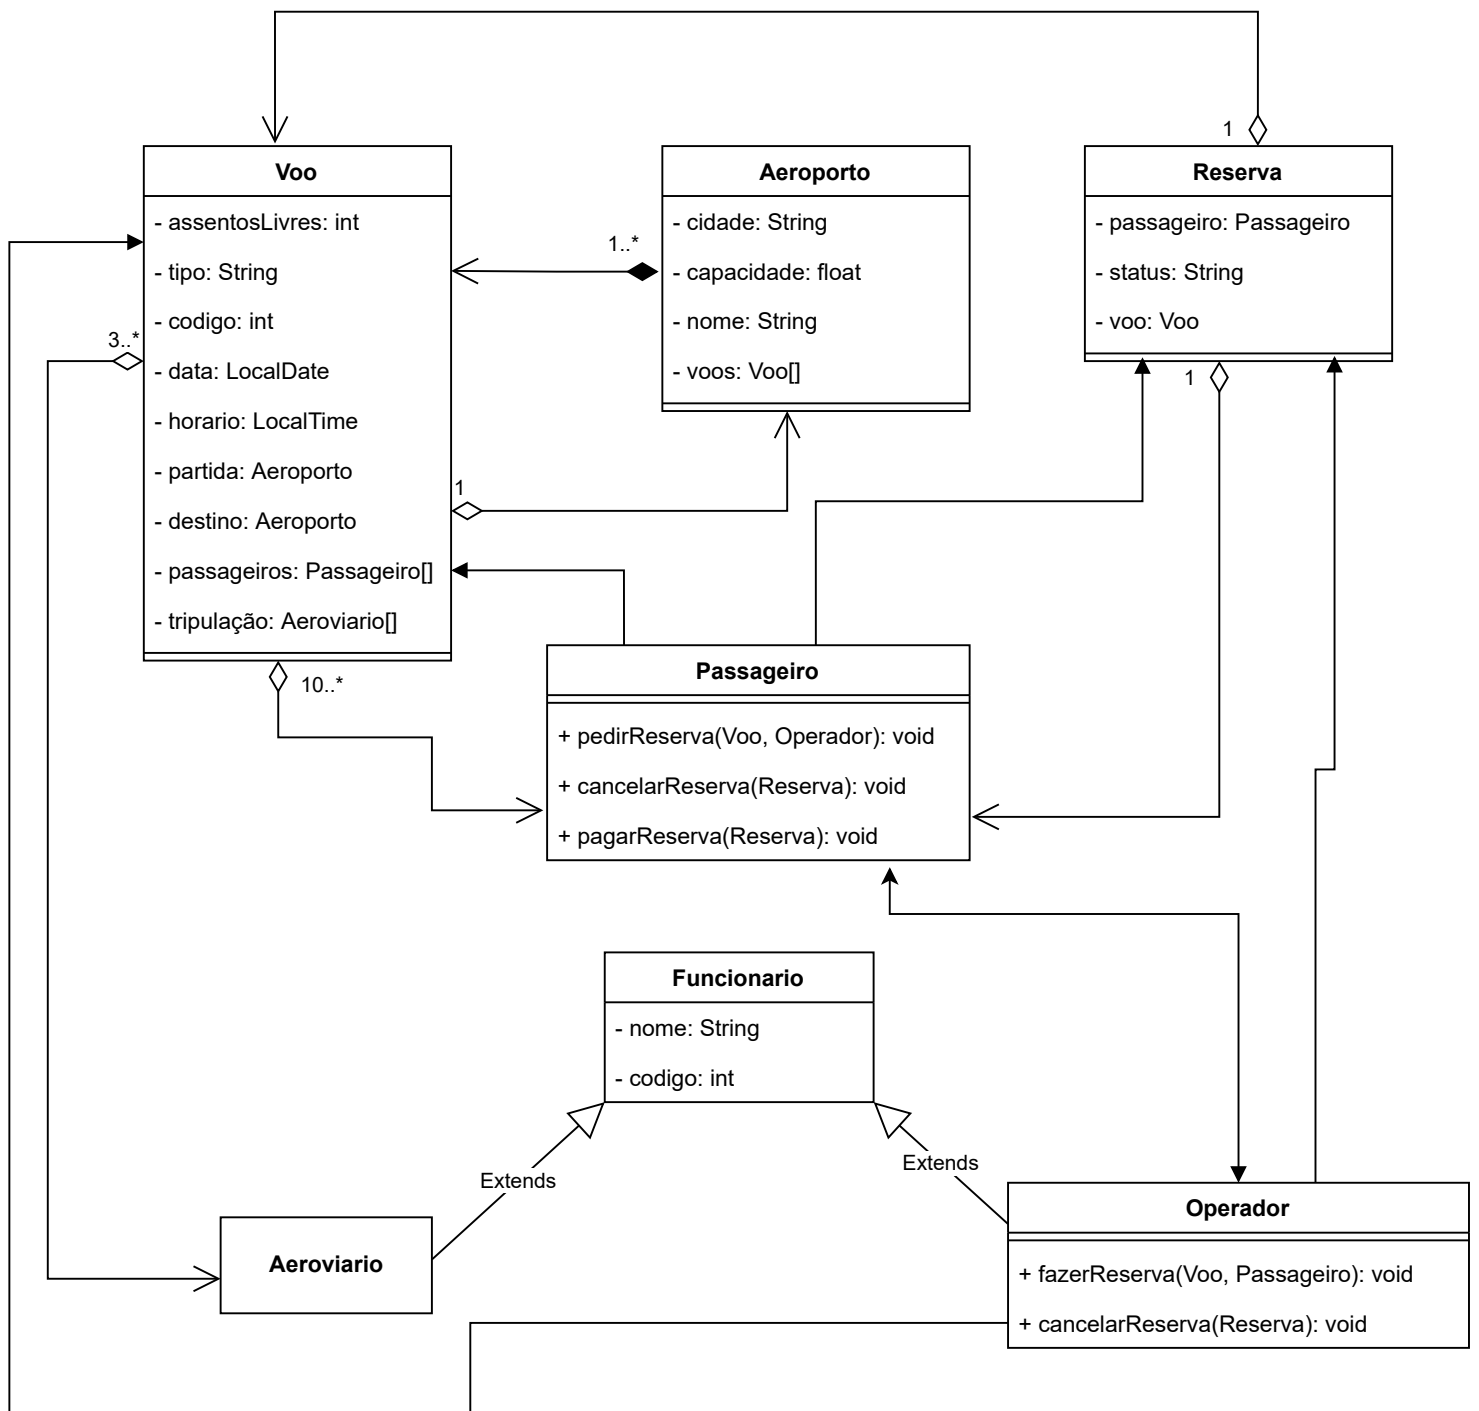 1
Voo
- assentosLivres: int
- tipo: String
- codigo: int
- data: LocalDate
- horario: LocalTime
- partida: Aeroporto
- destino: Aeroporto
- passageiros: Passageiro[]
- tripulação: Aeroviario[]
3..*
10..*
1
1..*
Aeroporto
- cidade: String
- capacidade: float
- nome: String
- voos: Voo[]
Reserva
- passageiro: Passageiro
- status: String
- voo: Voo
1
Passageiro
+ pedirReserva(Voo, Operador): void
+ cancelarReserva(Reserva): void
+ pagarReserva(Reserva): void
Funcionario
- nome: String
- codigo: int
Extends
Extends
Aeroviario
Operador
+ fazerReserva(Voo, Passageiro): void
+ cancelarReserva(Reserva): void